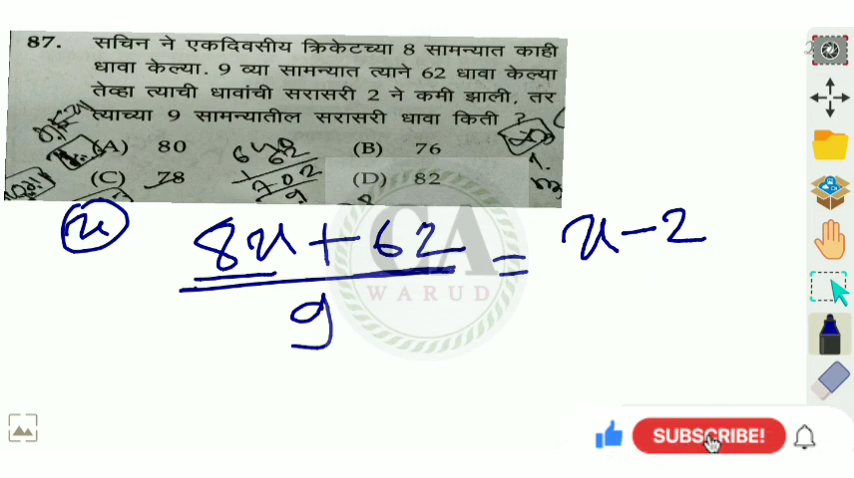 87. सचिन ने एकदिवसीय क्रिकेटच्या 8 सामन्यात काही
धावा केल्या. 9 व्या सामन्यात त्याने 62 धावा केल्या
तेव्हा त्याची धावांची सरासरी 2 ने कमी झाली, तर
त्याच्या 9 सामन्यातील सरासरी धावा किती ?
(A) 80 (B) 76
(C) 78 (D) 82
x
8x + 62 = x - 2
9
CA
WARUD
SUBSCRIBE!